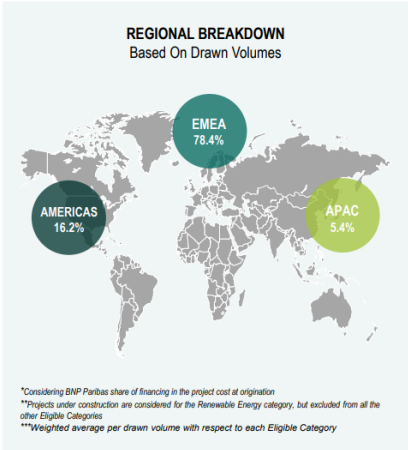 REGIONAL BREAKDOWN
Based On Drawn Volumes
EMEA
78.4%
AMERICAS
16.2%
APAC
5.4%
*Considering BNP Paribas share of financing in the project cost at origination
**Projects under construction are considered for the Renewable Energy category, but excluded from all the
other Eligible Categories
***Weighted average per drawn volume with respect to each Eligible Category